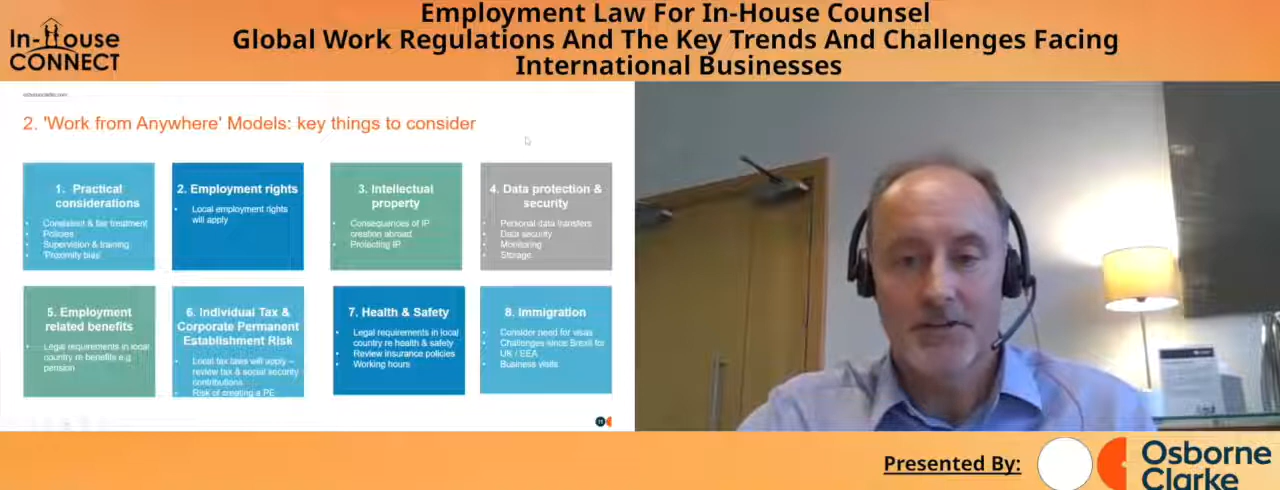 In-House
CONNECT
Employment Law For In-House Counsel
Global Work Regulations And The Key Trends And Challenges Facing
International Businesses
osborneclarke.com
2. 'Work from Anywhere' Models: key things to consider
1. Practical
considerations
• Consistent & fair treatment
• Policies
• Supervision & training
• 'Proximity bias'
2. Employment rights
• Local employment rights
will apply
3. Intellectual
property
• Consequences of IP
creation abroad
• Protecting IP
4. Data protection &
security
• Personal data transfers
• Data security
• Monitoring
• Storage
5. Employment
related benefits
• Legal requirements in local
country re benefits e.g.
pension
6. Individual Tax &
Corporate Permanent
Establishment Risk
• Local tax laws will apply –
review tax & social security
contributions
• Risk of creating a PE
7. Health & Safety
• Legal requirements in local
country re health & safety
• Review insurance policies
• Working hours
8. Immigration
• Consider need for visas
• Challenges since Brexit for
UK / EEA
• Business visits
Presented By:
Osborne
Clarke